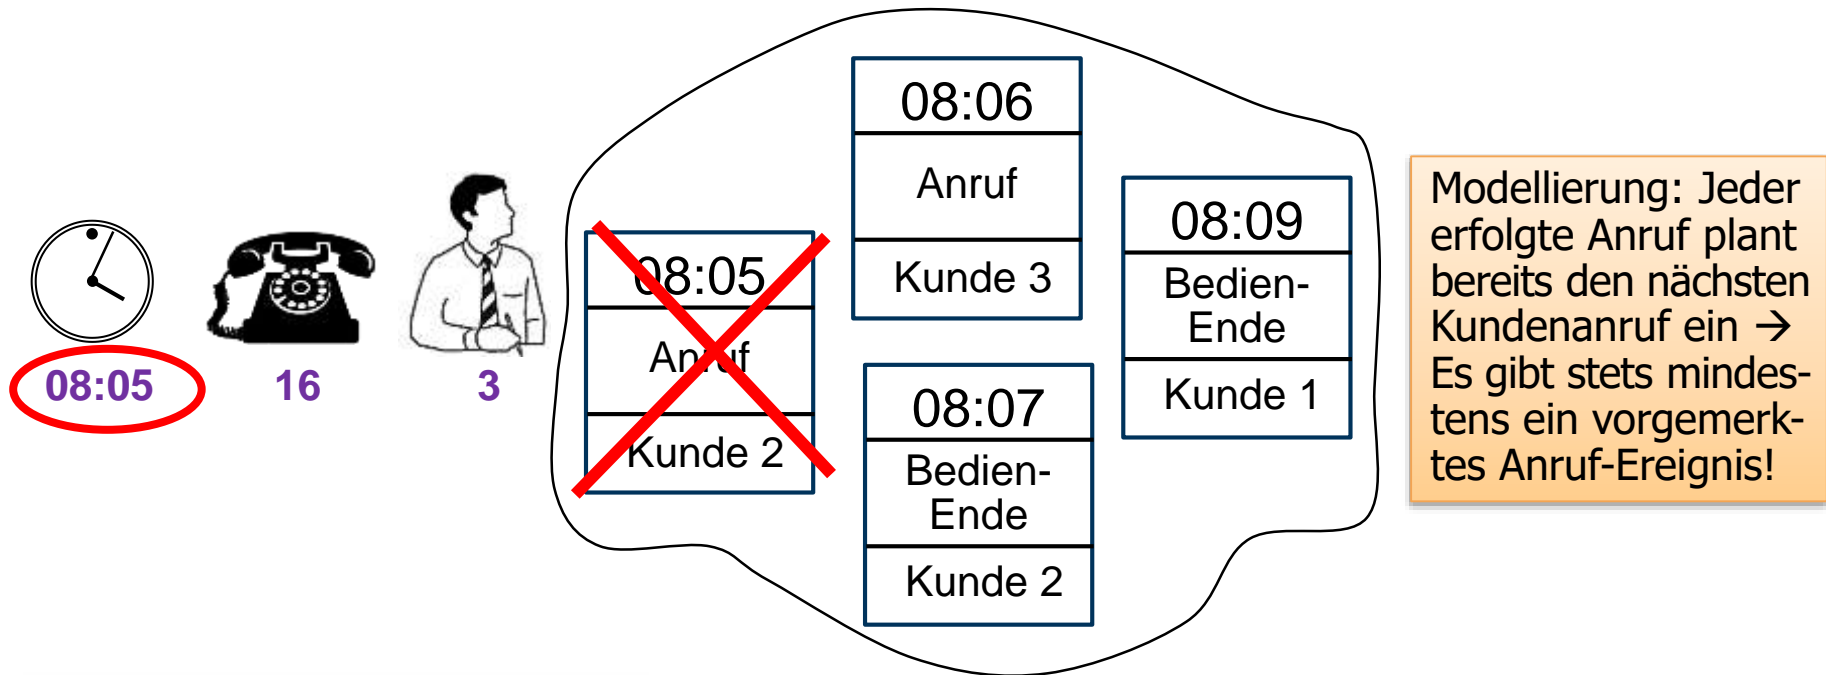 08:05
16
3
08:05
Anruf
Kunde 2
08:06
Anruf
Kunde 3
08:07
Bedien-
Ende
Kunde 2
08:09
Bedien-
Ende
Kunde 1
Modellierung: Jeder
erfolgte Anruf plant
bereits den nächsten
Kundenanruf ein →
Es gibt stets mindes-
tens ein vorgemerk-
tes Anruf-Ereignis!